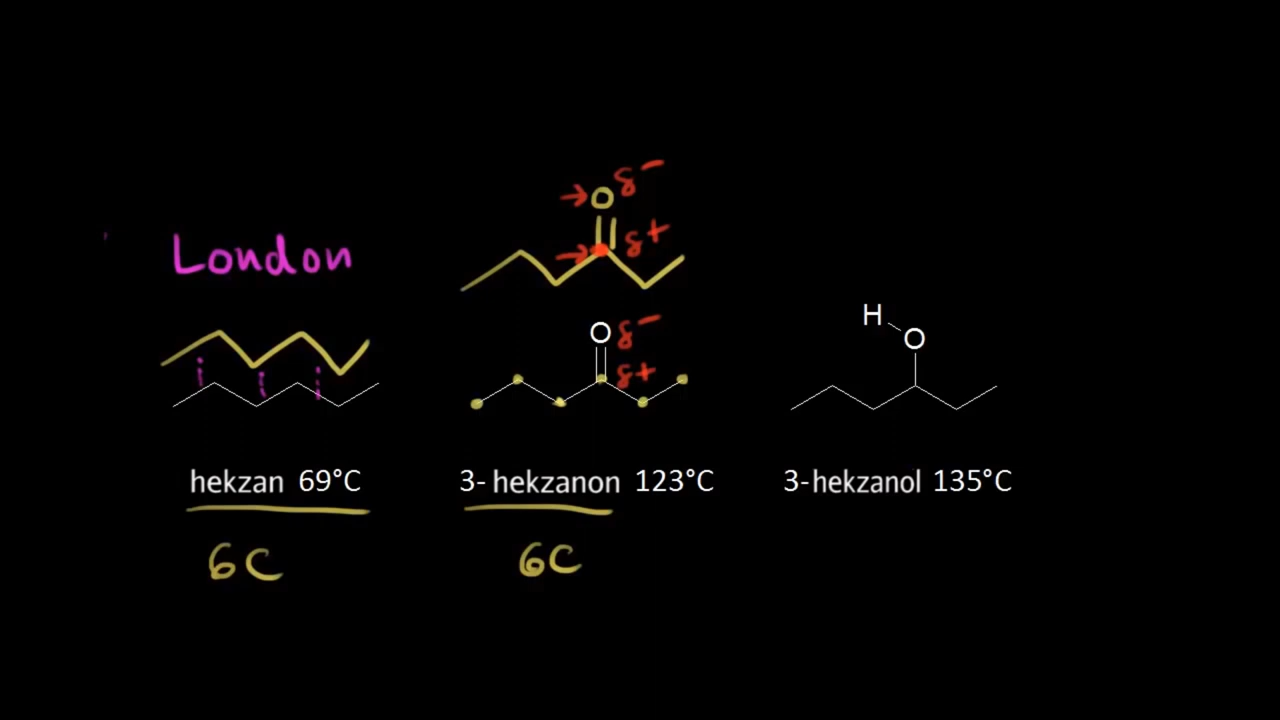 London
O δ-
δ+
O δ-
δ+
H
O
hekzan 69°C
3- hekzanon 123°C
3-hekzanol 135°C
6C
6C